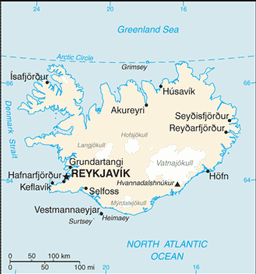 20
16
Greenland Sea
Arctic Circle
Grimsey
Ísafjörður
Húsavík
Akureyri
66
Denmark Strait
Seyðisfjörður
Reyðarfjörður
Hofsjökull
Langjökull
Vatnajökull
Grundartangi
64
REYKJAVÍK
Hafnarfjörður
Hvannadalshnúkur
Höfn
Keflavík
Selfoss
Mýrdalsjökull
Vestmannaeyjar
Surtsey
Heimaey
0 50 100 km
0 50 100 mi
NORTH ATLANTIC
OCEAN
20
16